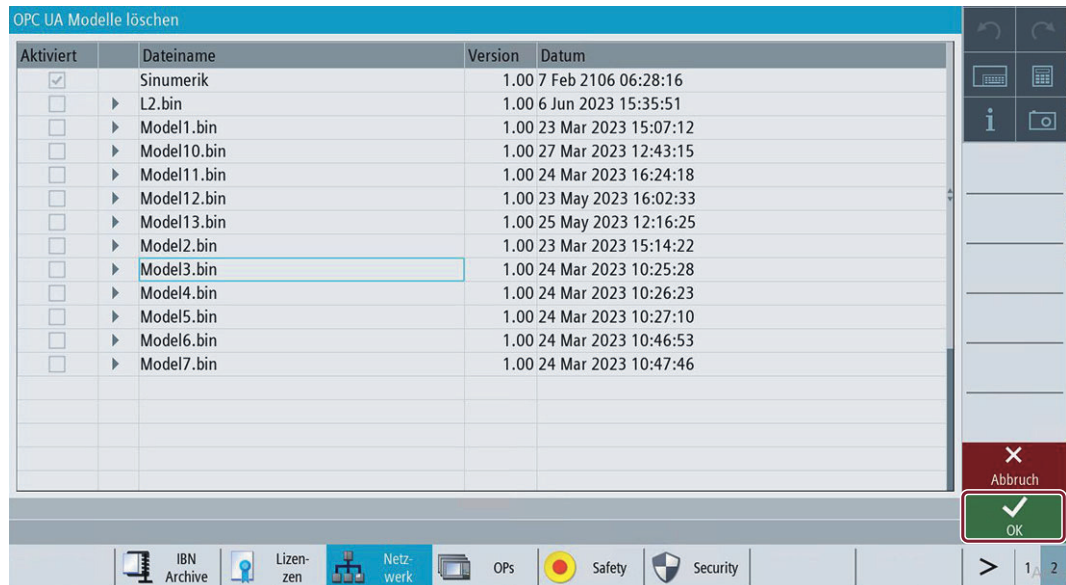 OPC UA Modelle löschen
Aktiviert Dateiname Version Datum
Sinumerik 1.00 7 Feb 2106 06:28:16
L2.bin 1.00 6 Jun 2023 15:35:51
Model1.bin 1.00 23 Mar 2023 15:07:12
Model10.bin 1.00 27 Mar 2023 12:43:15
Model11.bin 1.00 24 Mar 2023 16:24:18
Model12.bin 1.00 23 May 2023 16:02:33
Model13.bin 1.00 25 May 2023 12:16:25
Model2.bin 1.00 23 Mar 2023 15:14:22
Model3.bin 1.00 24 Mar 2023 10:25:28
Model4.bin 1.00 24 Mar 2023 10:26:23
Model5.bin 1.00 24 Mar 2023 10:27:10
Model6.bin 1.00 24 Mar 2023 10:46:53
Model7.bin 1.00 24 Mar 2023 10:47:46
i
Abbruch
OK
IBN
Archive
Lizen-
zen
Netz-
werk
OPs
Safety
Security
>
1 A 2